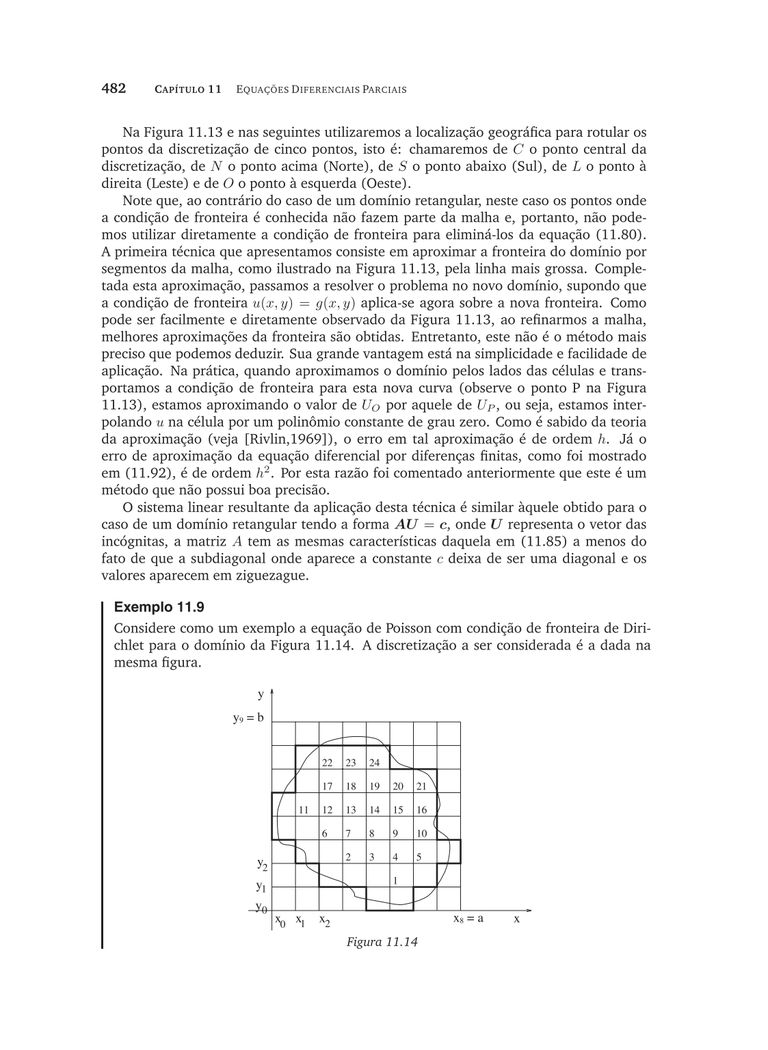 482 CAPÍTULO 11 EQUAÇÕES DIFERENCIAIS PARCIAIS
Na Figura 11.13 e nas seguintes utilizaremos a localização geográfica para rotular os
pontos da discretização de cinco pontos, isto é: chamaremos de C o ponto central da
discretização, de N o ponto acima (Norte), de S o ponto abaixo (Sul), de L o ponto à
direita (Leste) e de O o ponto à esquerda (Oeste).
Note que, ao contrário do caso de um domínio retangular, neste caso os pontos onde
a condição de fronteira é conhecida não fazem parte da malha e, portanto, não pode-
mos utilizar diretamente a condição de fronteira para eliminá-los da equação (11.80).
A primeira técnica que apresentamos consiste em aproximar a fronteira do domínio por
segmentos da malha, como ilustrado na Figura 11.13, pela linha mais grossa. Comple-
tada esta aproximação, passamos a resolver o problema no novo domínio, supondo que
a condição de fronteira u(x, y) = g(x, y) aplica-se agora sobre a nova fronteira. Como
pode ser facilmente e diretamente observado da Figura 11.13, ao refinarmos a malha,
melhores aproximações da fronteira são obtidas. Entretanto, este não é o método mais
preciso que podemos deduzir. Sua grande vantagem está na simplicidade e facilidade de
aplicação. Na prática, quando aproximamos o domínio pelos lados das células e trans-
portamos a condição de fronteira para esta nova curva (observe o ponto P na Figura
11.13), estamos aproximando o valor de U_O por aquele de U_P, ou seja, estamos inter-
polando u na célula por um polinômio constante de grau zero. Como é sabido da teoria
da aproximação (veja [Rivlin,1969]), o erro em tal aproximação é de ordem h. Já o
erro de aproximação da equação diferencial por diferenças finitas, como foi mostrado
em (11.92), é de ordem h². Por esta razão foi comentado anteriormente que este é um
método que não possui boa precisão.
O sistema linear resultante da aplicação desta técnica é similar àquele obtido para o
caso de um domínio retangular tendo a forma AU = c, onde U representa o vetor das
incógnitas, a matriz A tem as mesmas características daquela em (11.85) a menos do
fato de que a subdiagonal onde aparece a constante c deixa de ser uma diagonal e os
valores aparecem em ziguezague.
Exemplo 11.9
Considere como um exemplo a equação de Poisson com condição de fronteira de Diri-
chlet para o domínio da Figura 11.14. A discretização a ser considerada é a dada na
mesma figura.
y
y₉ = b
22 23 24
17 18 19 20 21
11 12 13 14 15 16
6 7 8 9 10
y₂ 2 3 4 5
y₁ 1
y₀
x₀ x₁ x₂ x₈ = a x
Figura 11.14